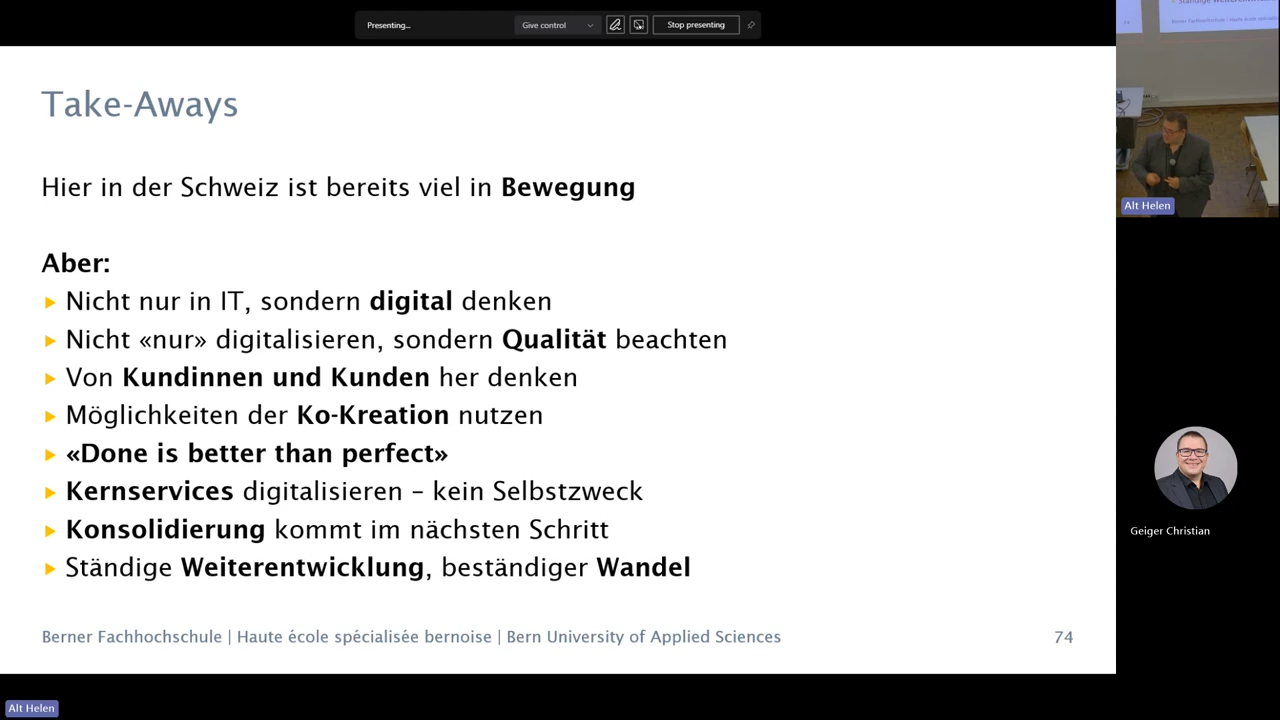 Presenting...
Give control
Stop presenting
Take-Aways
Hier in der Schweiz ist bereits viel in Bewegung
Aber:
Nicht nur in IT, sondern digital denken
Nicht «nur» digitalisieren, sondern Qualität beachten
Von Kundinnen und Kunden her denken
Möglichkeiten der Ko-Kreation nutzen
«Done is better than perfect»
Kernservices digitalisieren – kein Selbstzweck
Konsolidierung kommt im nächsten Schritt
Ständige Weiterentwicklung, beständiger Wandel
Berner Fachhochschule | Haute école spécialisée bernoise | Bern University of Applied Sciences
74
Alt Helen
Geiger Christian
Alt Helen